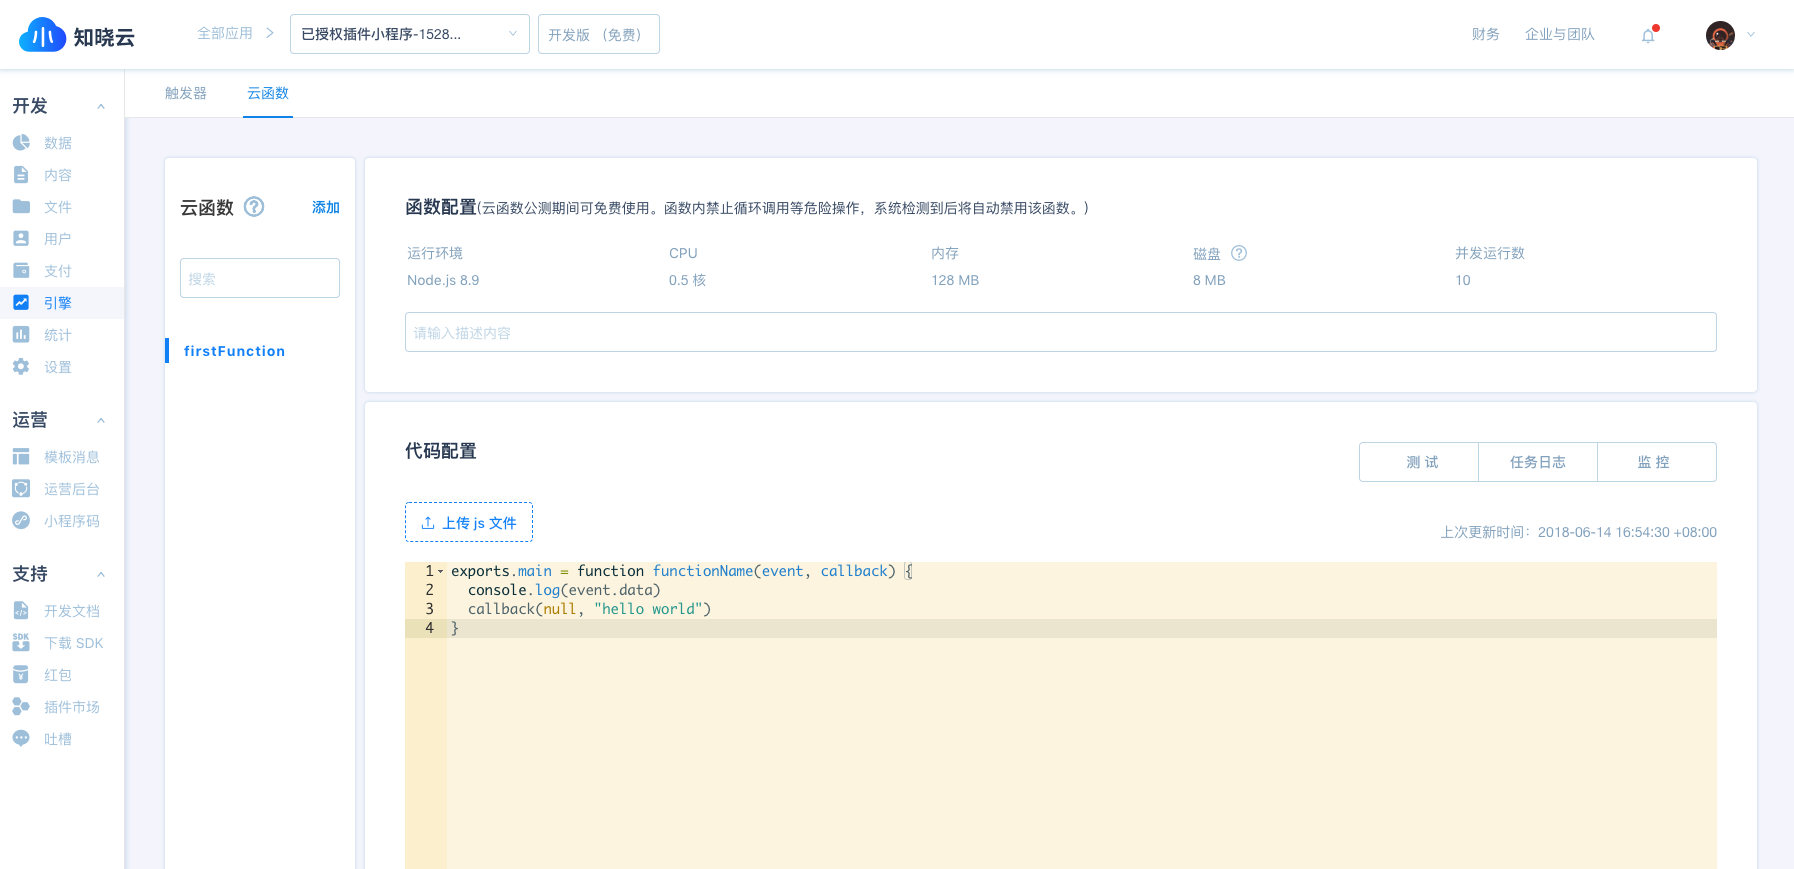 知晓云
全部应用
已授权插件小程序-1528...
开发版 （免费）
财务
企业与团队
开发
数据
内容
文件
用户
支付
引擎
统计
设置
运营
模板消息
运营后台
小程序码
支持
开发文档
SDK
下载 SDK
红包
插件市场
吐槽
触发器
云函数
云函数
添加
搜索
firstFunction
函数配置(云函数公测期间可免费使用。函数内禁止循环调用等危险操作，系统检测到后将自动禁用该函数。)
运行环境
Node.js 8.9
CPU
0.5 核
内存
128 MB
磁盘
8 MB
并发运行数
10
请输入描述内容
代码配置
测 试
任务日志
监 控
上传 js 文件
上次更新时间：2018-06-14 16:54:30 +08:00
1 exports.main = function functionName(event, callback) {
2 console.log(event.data)
3 callback(null, "hello world")
4 }